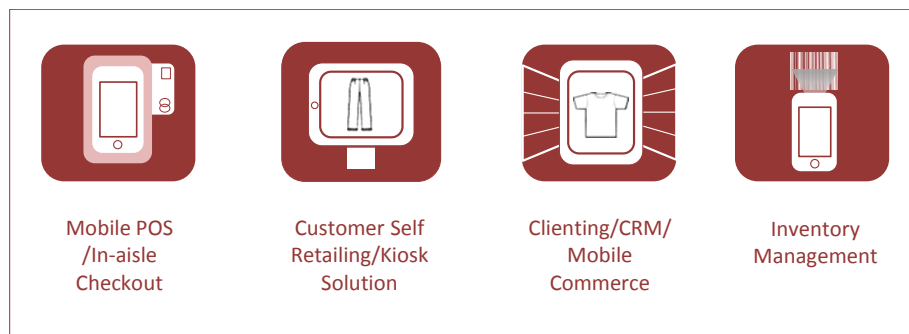 Mobile POS
/In-aisle
Checkout
Customer Self
Retailing/Kiosk
Solution
Clienting/CRM/
Mobile
Commerce
Inventory
Management